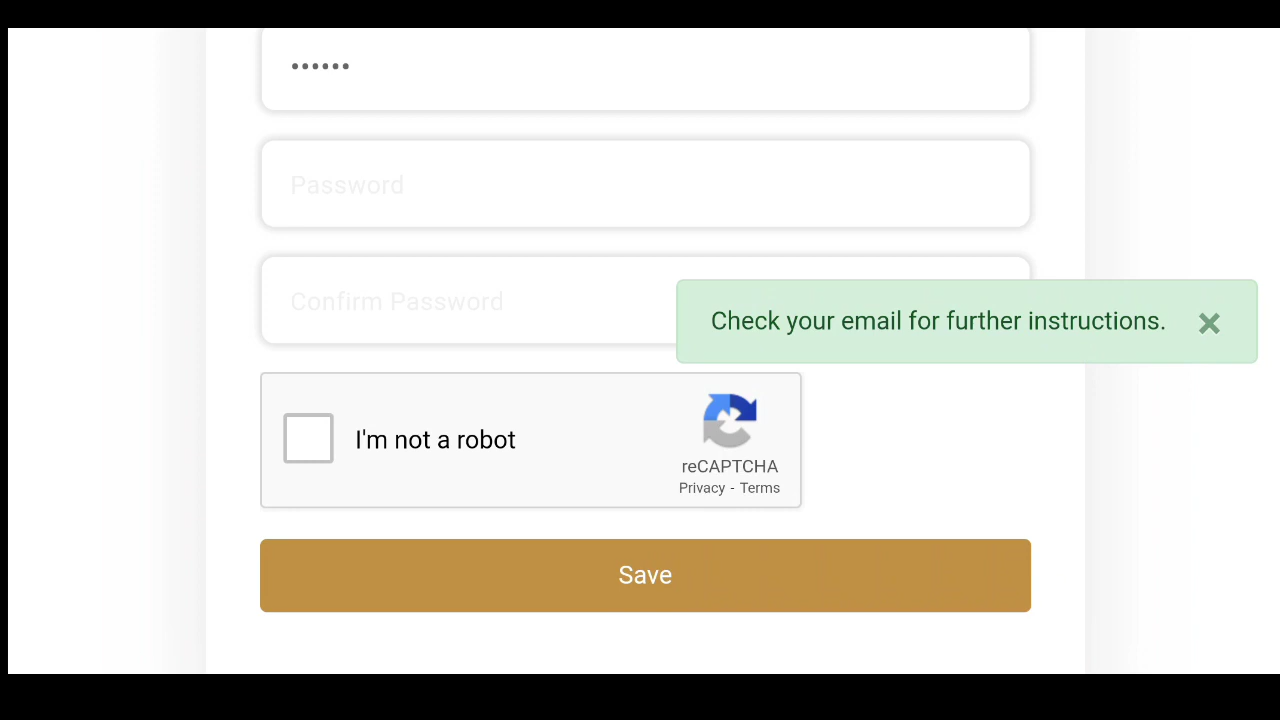 ••••••
Password
Confirm Password
Check your email for further instructions. ×
I'm not a robot
reCAPTCHA
Privacy - Terms
Save